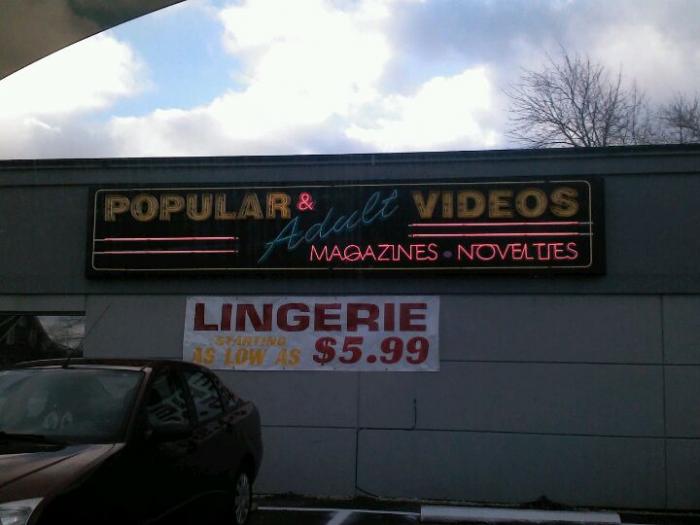 POPULAR & Adult VIDEOS
MAGAZINES • NOVELTIES
LINGERIE
STARTING
AS LOW AS $5.99